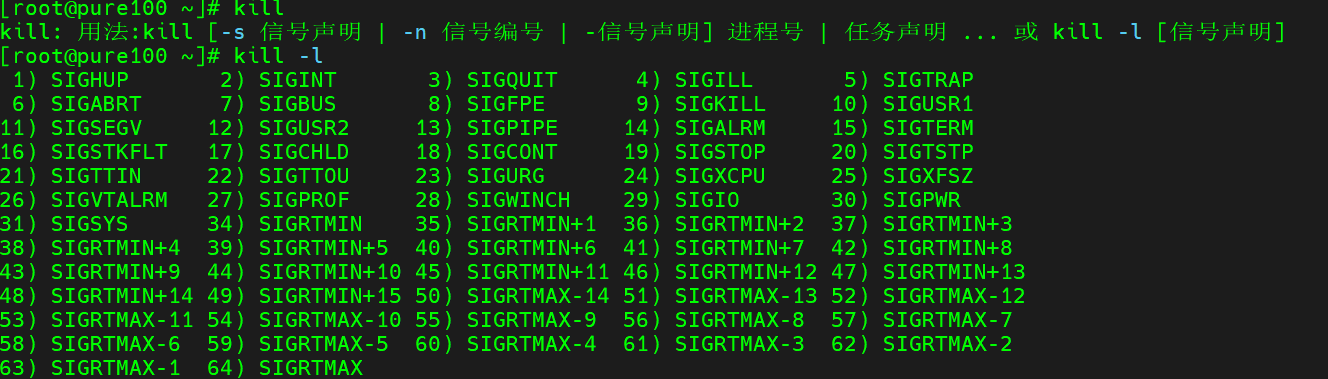 [root@pure100 ~]# kill
kill: 用法:kill [-s 信号声明 | -n 信号编号 | -信号声明] 进程号 | 任务声明 ... 或 kill -l [信号声明]
[root@pure100 ~]# kill -l
 1) SIGHUP       2) SIGINT       3) SIGQUIT      4) SIGILL       5) SIGTRAP
 6) SIGABRT      7) SIGBUS       8) SIGFPE       9) SIGKILL     10) SIGUSR1
11) SIGSEGV     12) SIGUSR2     13) SIGPIPE     14) SIGALRM     15) SIGTERM
16) SIGSTKFLT   17) SIGCHLD     18) SIGCONT     19) SIGSTOP     20) SIGTSTP
21) SIGTTIN     22) SIGTTOU     23) SIGURG      24) SIGXCPU     25) SIGXFSZ
26) SIGVTALRM   27) SIGPROF     28) SIGWINCH    29) SIGIO       30) SIGPWR
31) SIGSYS      34) SIGRTMIN    35) SIGRTMIN+1  36) SIGRTMIN+2  37) SIGRTMIN+3
38) SIGRTMIN+4  39) SIGRTMIN+5  40) SIGRTMIN+6  41) SIGRTMIN+7  42) SIGRTMIN+8
43) SIGRTMIN+9  44) SIGRTMIN+10 45) SIGRTMIN+11 46) SIGRTMIN+12 47) SIGRTMIN+13
48) SIGRTMIN+14 49) SIGRTMIN+15 50) SIGRTMAX-14 51) SIGRTMAX-13 52) SIGRTMAX-12
53) SIGRTMAX-11 54) SIGRTMAX-10 55) SIGRTMAX-9  56) SIGRTMAX-8  57) SIGRTMAX-7
58) SIGRTMAX-6  59) SIGRTMAX-5  60) SIGRTMAX-4  61) SIGRTMAX-3  62) SIGRTMAX-2
63) SIGRTMAX-1  64) SIGRTMAX